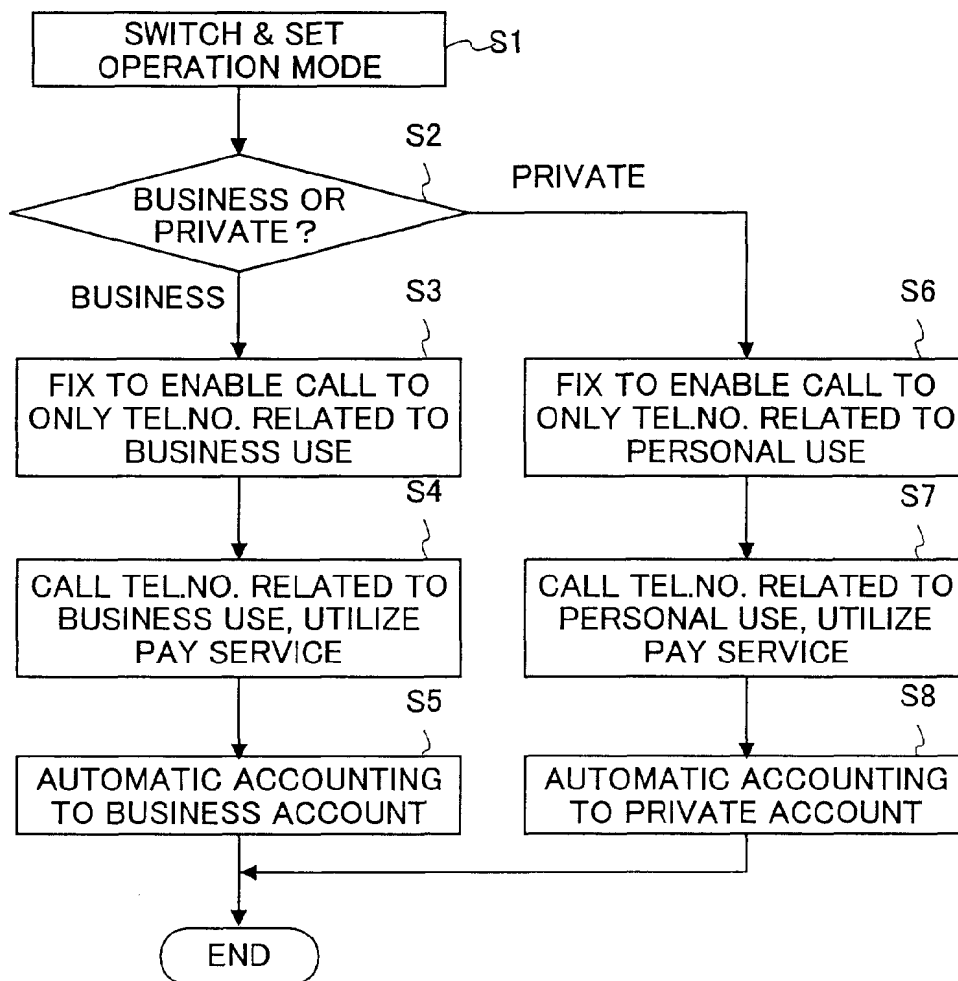 SWITCH & SET
OPERATION MODE
S1
S2
BUSINESS OR
PRIVATE?
PRIVATE
BUSINESS
S3
FIX TO ENABLE CALL TO
ONLY TEL.NO. RELATED TO
BUSINESS USE
S4
CALL TEL.NO. RELATED TO
BUSINESS USE, UTILIZE
PAY SERVICE
S5
AUTOMATIC ACCOUNTING
TO BUSINESS ACCOUNT
S6
FIX TO ENABLE CALL TO
ONLY TEL.NO. RELATED TO
PERSONAL USE
S7
CALL TEL.NO. RELATED TO
PERSONAL USE, UTILIZE
PAY SERVICE
S8
AUTOMATIC ACCOUNTING
TO PRIVATE ACCOUNT
END